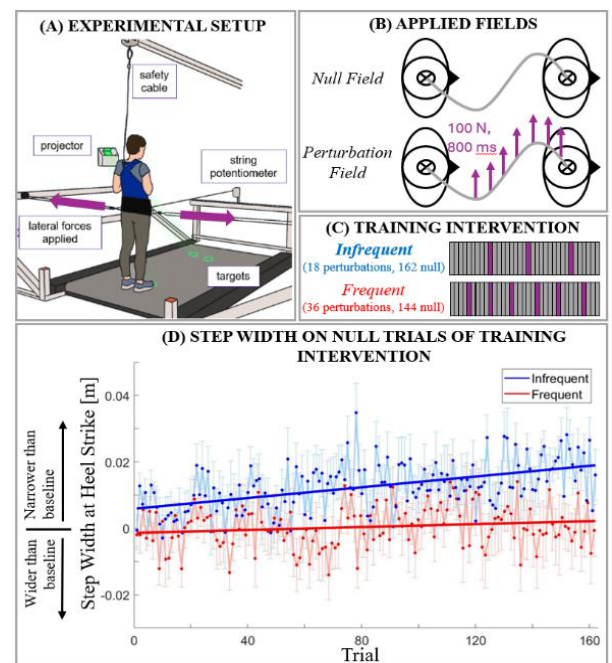 (A) EXPERIMENTAL SETUP
safety
cable
projector
string
potentiometer
lateral forces
applied
targets
(B) APPLIED FIELDS
Null Field
100 N,
800 ms
Perturbation
Field
(C) TRAINING INTERVENTION
Infrequent
(18 perturbations, 162 null)
Frequent
(36 perturbations, 144 null)
(D) STEP WIDTH ON NULL TRIALS OF TRAINING
INTERVENTION
Infrequent
Frequent
Narrower than
baseline
Wider than
baseline
Step Width at Heel Strike [m]
0.04
0.02
0
-0.02
0
40
80
120
160
Trial